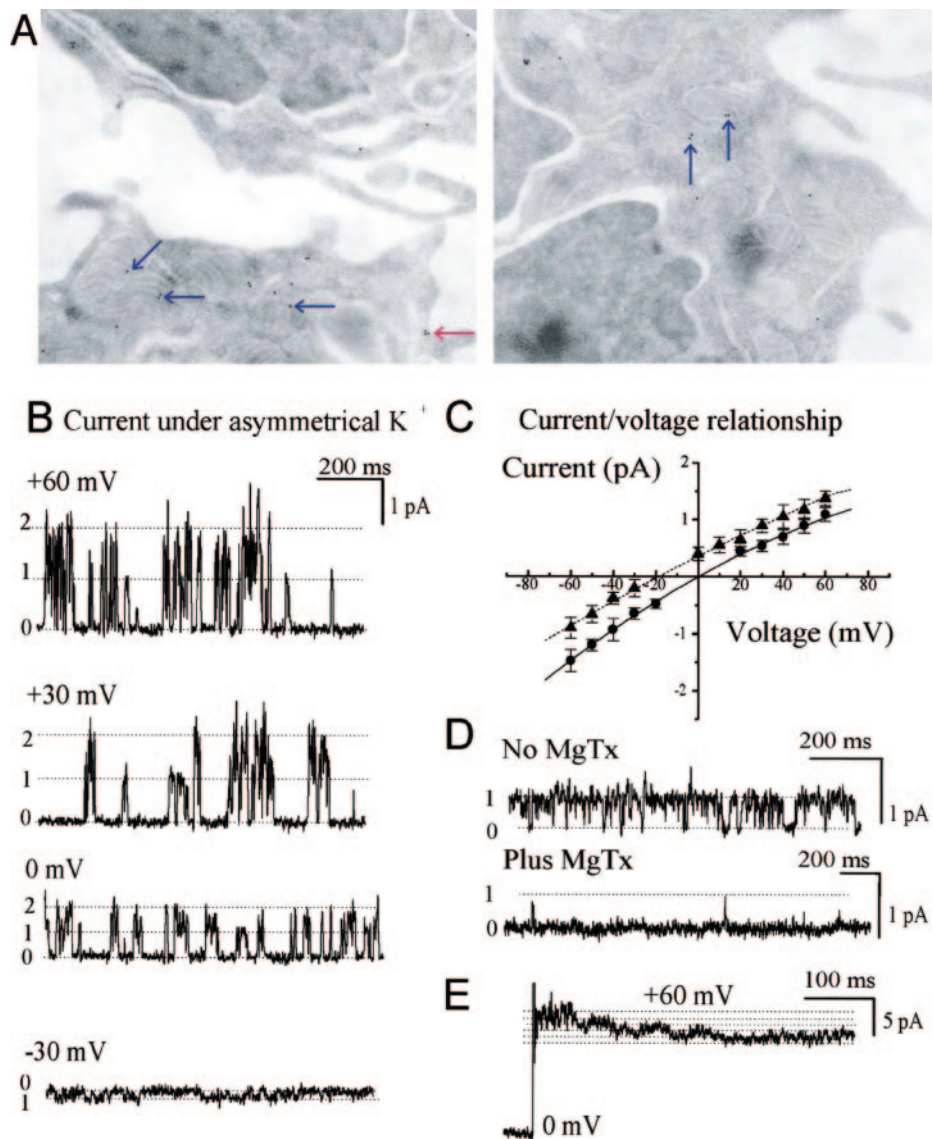 A
B Current under asymmetrical K +
+60 mV
200 ms
1 pA
2
1
0
+30 mV
2
1
0
0 mV
2
1
0
-30 mV
0
1
C Current/voltage relationship
Current (pA)
2
1
-80 -60 -40 -20 0 20 40 60 80
-1
-2
Voltage (mV)
D
No MgTx
200 ms
1 pA
1
0
Plus MgTx
200 ms
1 pA
1
0
E
+60 mV
100 ms
5 pA
0 mV